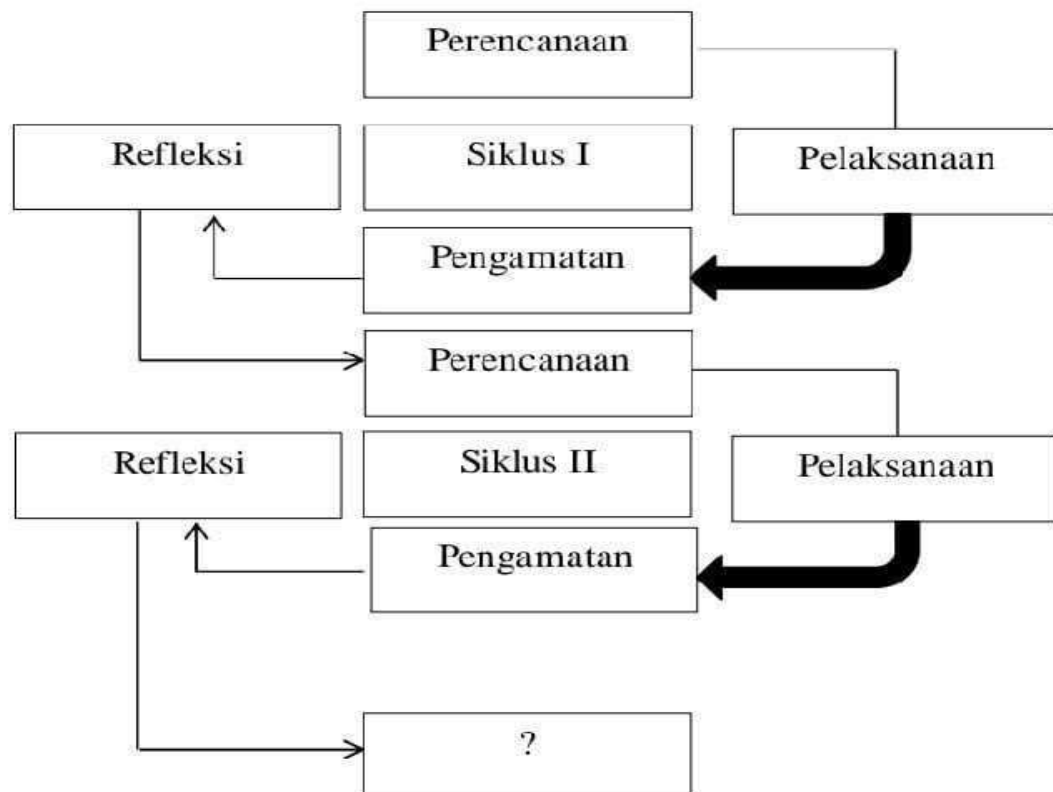 Perencanaan
Refleksi
Siklus I
Pelaksanaan
Pengamatan
Perencanaan
Refleksi
Siklus II
Pelaksanaan
Pengamatan
?